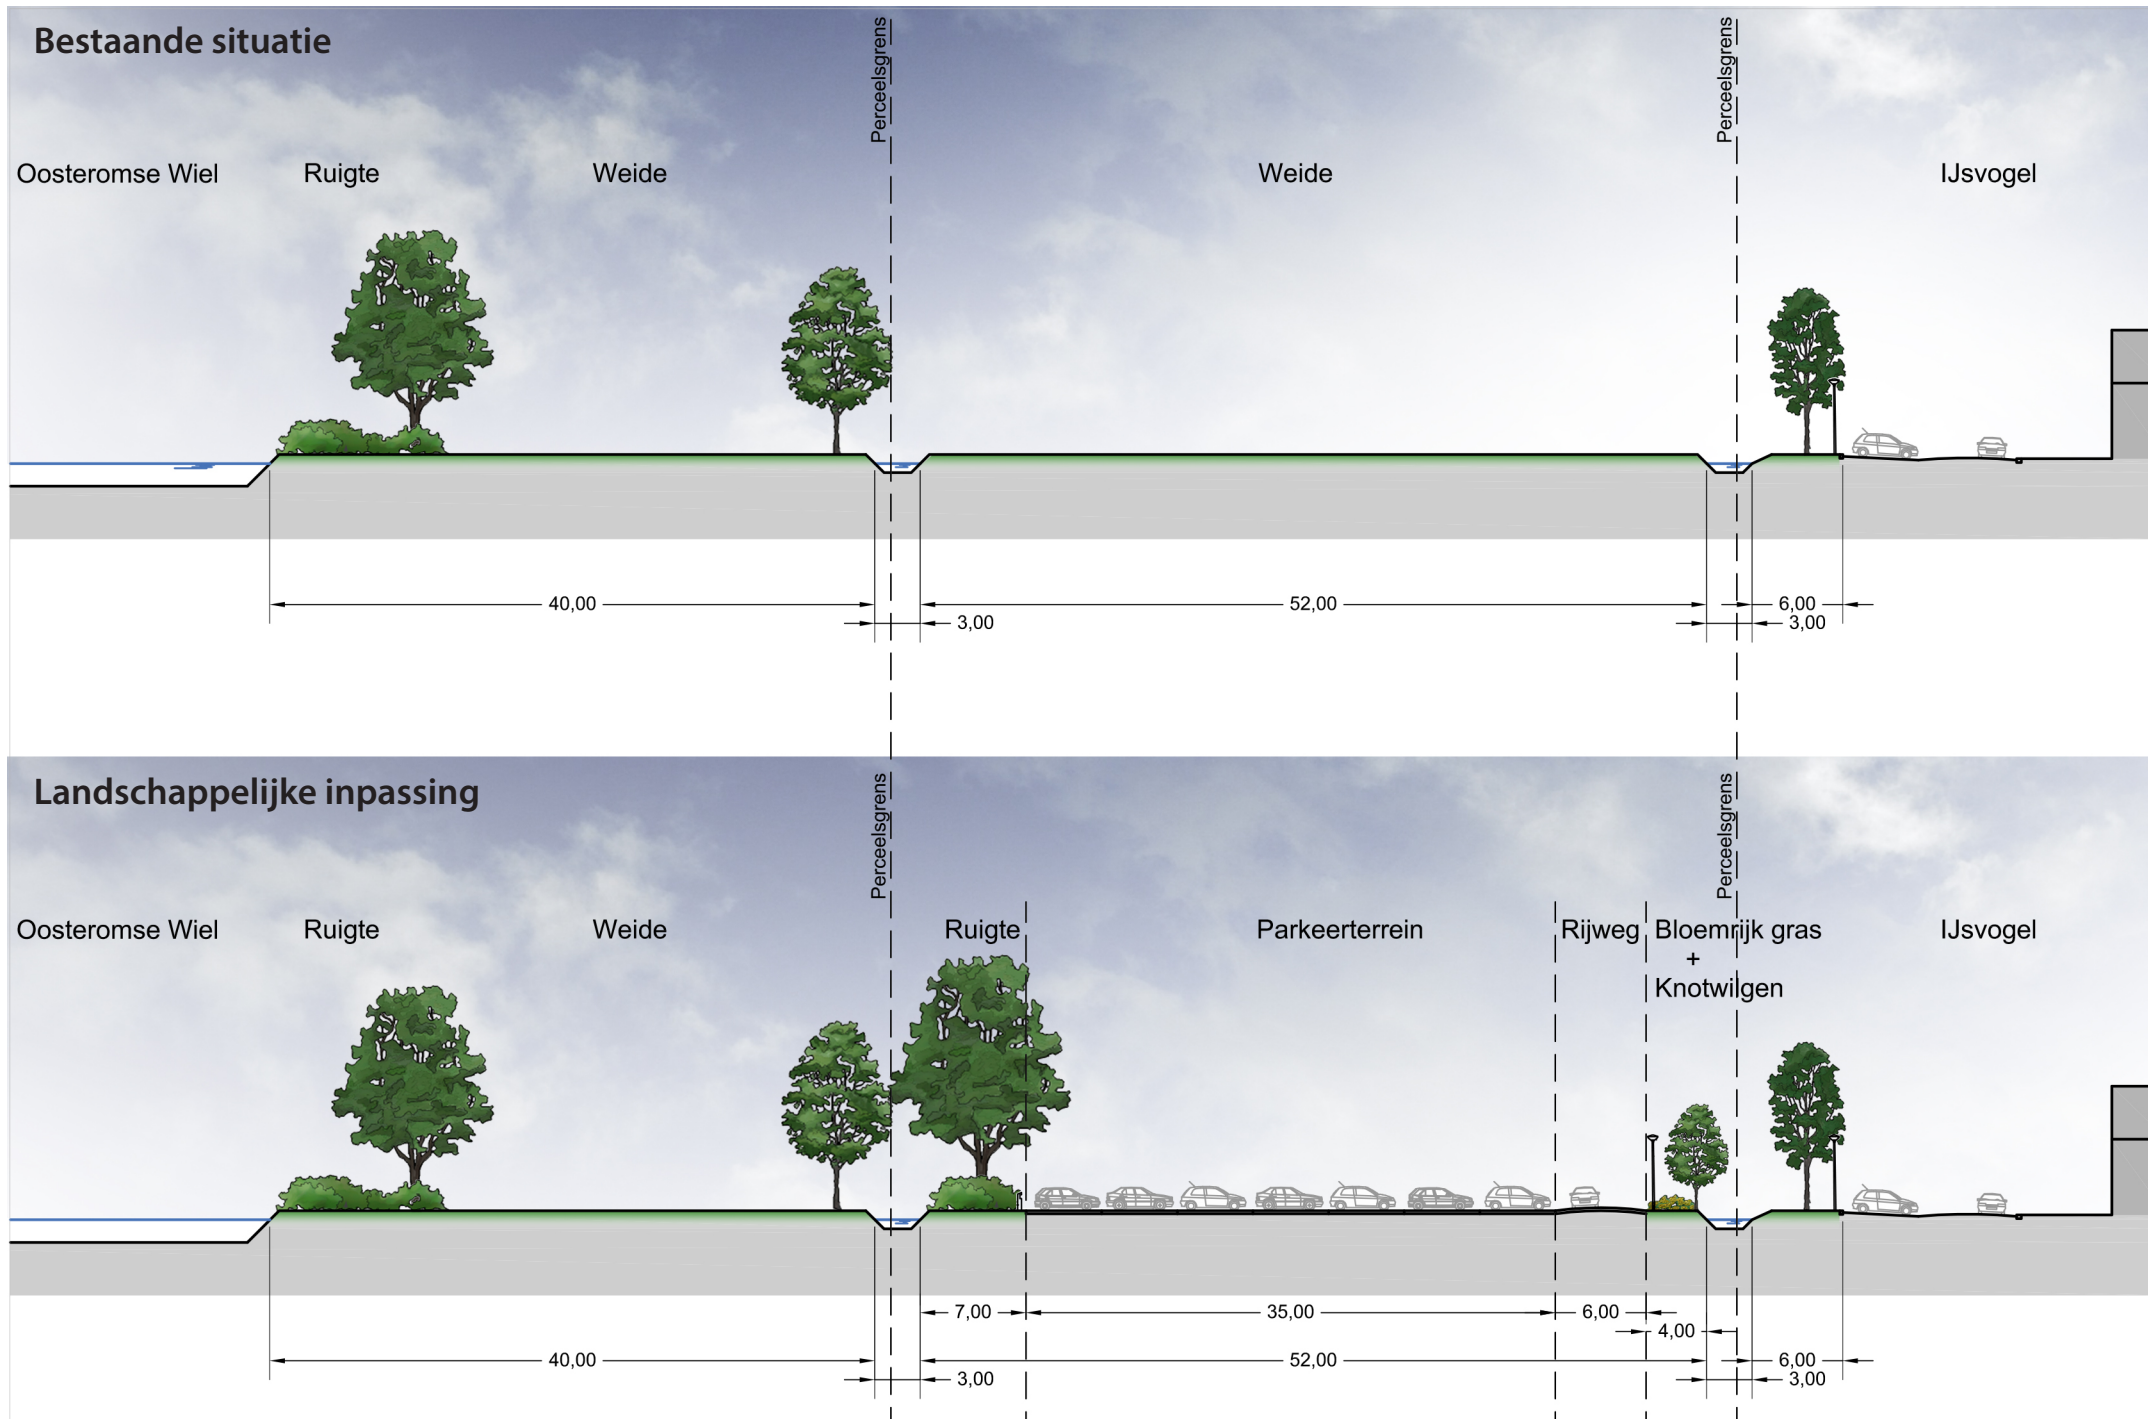 Bestaande situatie
Perceelsgrens
Perceelsgrens
Oosteromse Wiel
Ruigte
Weide
Weide
IJsvogel
40,00
3,00
52,00
6,00
3,00
Landschappelijke inpassing
Perceelsgrens
Perceelsgrens
Oosteromse Wiel
Ruigte
Weide
Ruigte
Parkeerterrein
Rijweg
Bloemrijk gras
+
Knotwilgen
IJsvogel
7,00
35,00
6,00
4,00
40,00
3,00
52,00
6,00
3,00